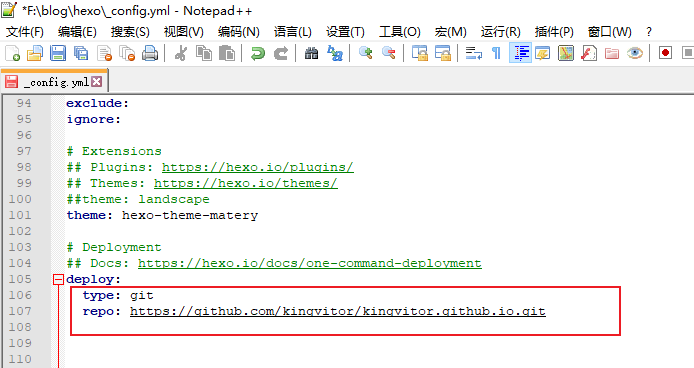 *F:\blog\hexo\_config.yml - Notepad++
文件(F) 编辑(E) 搜索(S) 视图(V) 编码(N) 语言(L) 设置(T) 工具(O) 宏(M) 运行(R) 插件(P) 窗口(W) ?
_config.yml
94 exclude:
95 ignore:
96
97 # Extensions
98 ## Plugins: https://hexo.io/plugins/
99 ## Themes: https://hexo.io/themes/
100 ##theme: landscape
101 theme: hexo-theme-matery
102
103 # Deployment
104 ## Docs: https://hexo.io/docs/one-command-deployment
105 deploy:
106 type: git
107 repo: https://github.com/kingvitor/kingvitor.github.io.git
108
109
110